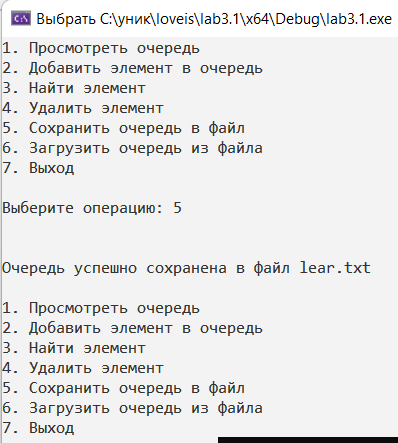 Выбрать C:\уник\loveis\lab3.1\x64\Debug\lab3.1.exe
1. Просмотреть очередь
2. Добавить элемент в очередь
3. Найти элемент
4. Удалить элемент
5. Сохранить очередь в файл
6. Загрузить очередь из файла
7. Выход
Выберите операцию: 5
Очередь успешно сохранена в файл lear.txt
1. Просмотреть очередь
2. Добавить элемент в очередь
3. Найти элемент
4. Удалить элемент
5. Сохранить очередь в файл
6. Загрузить очередь из файла
7. Выход